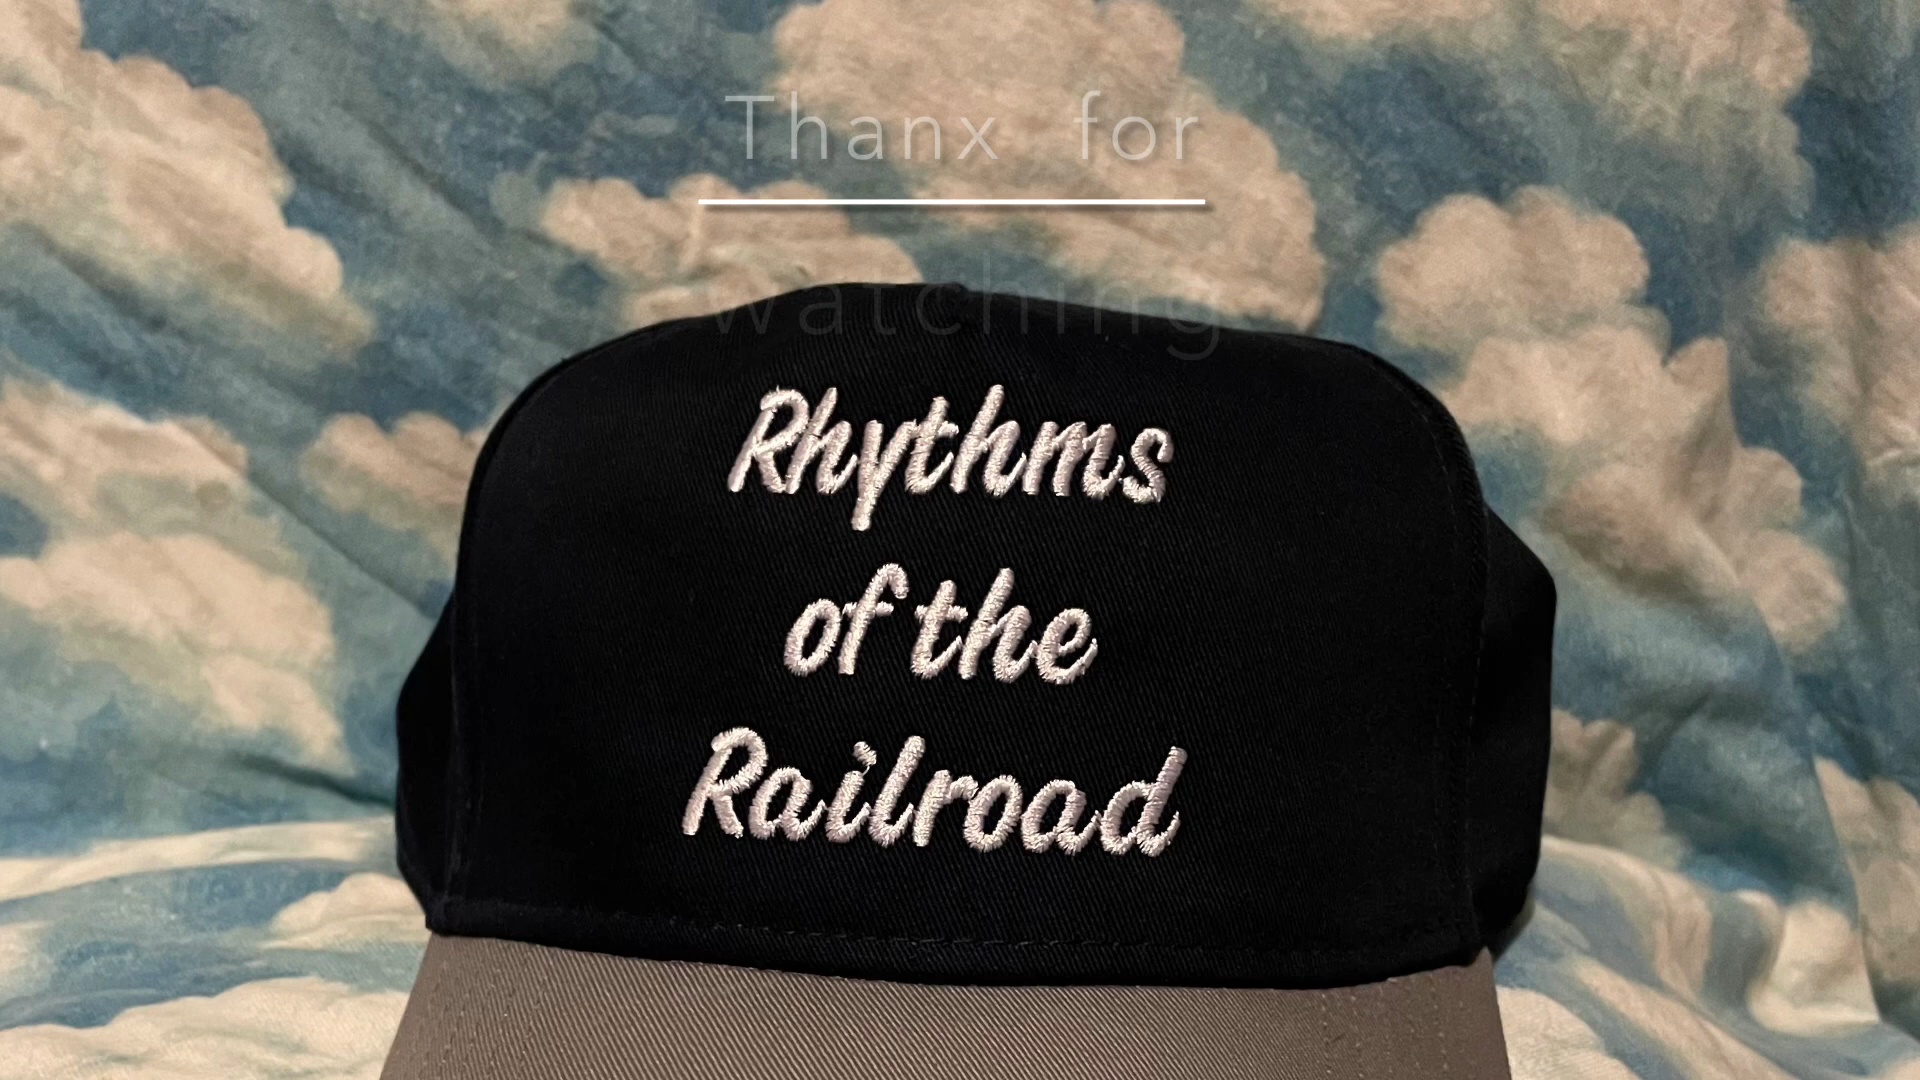 Thanx for
watching
Rhythms
of the
Railroad